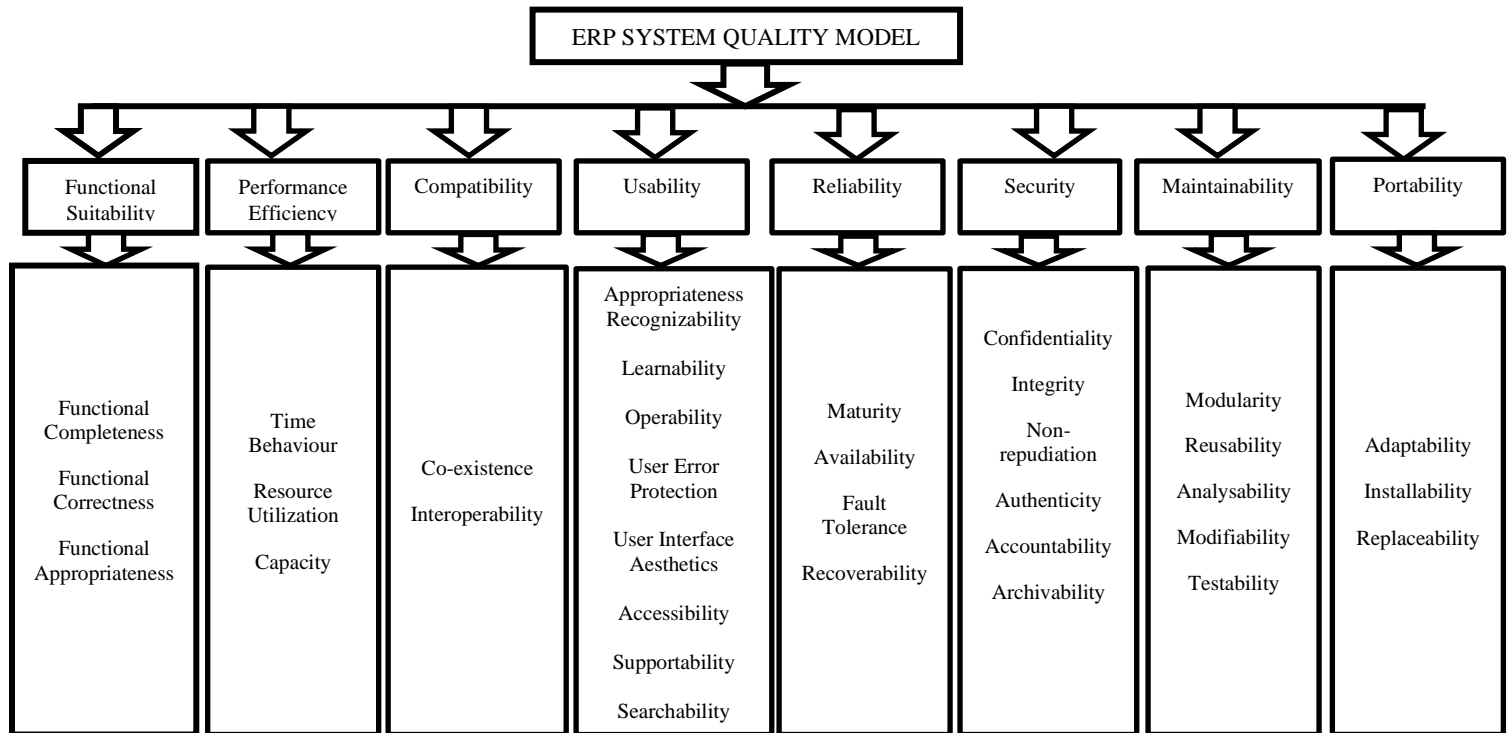 ERP SYSTEM QUALITY MODEL
Functional
Suitability
Performance
Efficiency
Compatibility
Usability
Reliability
Security
Maintainability
Portability
Functional
Completeness
Functional
Correctness
Functional
Appropriateness
Time
Behaviour
Resource
Utilization
Capacity
Co-existence
Interoperability
Appropriateness
Recognizability
Learnability
Operability
User Error
Protection
User Interface
Aesthetics
Accessibility
Supportability
Searchability
Maturity
Availability
Fault
Tolerance
Recoverability
Confidentiality
Integrity
Non-
repudiation
Authenticity
Accountability
Archivability
Modularity
Reusability
Analysability
Modifiability
Testability
Adaptability
Installability
Replaceability